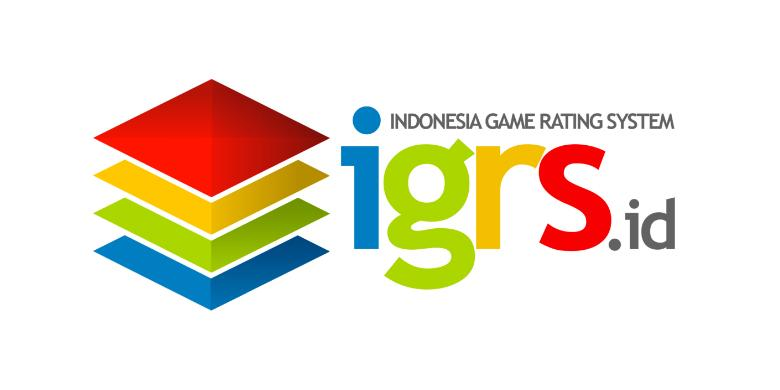 INDONESIA GAME RATING SYSTEM
igrs.id